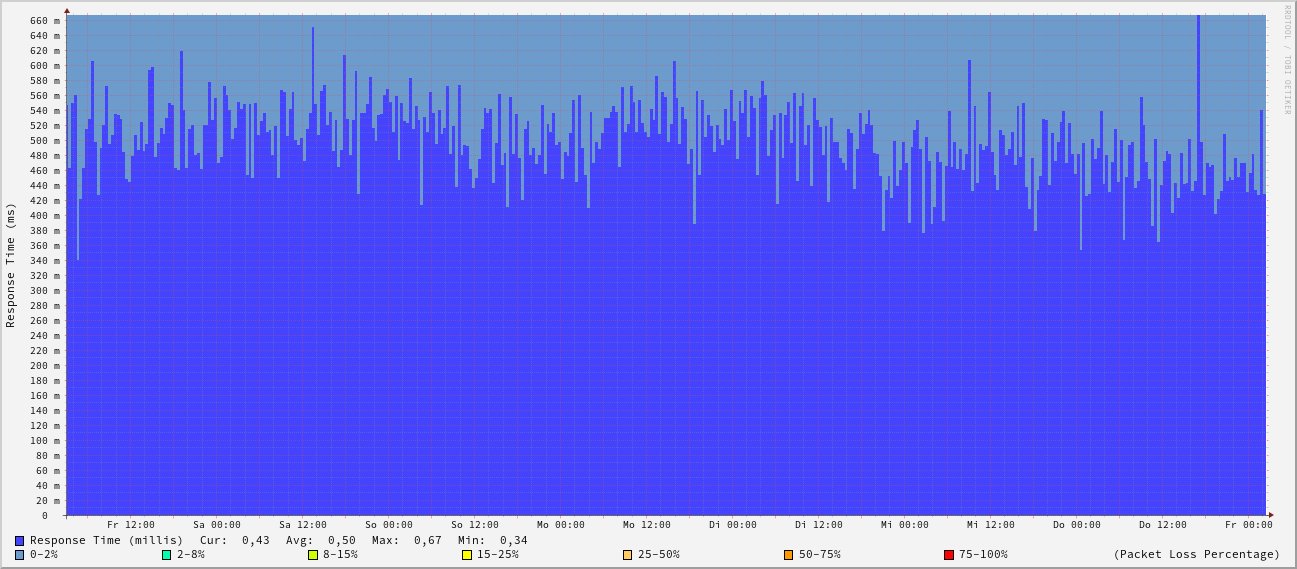 RRDTOOL / TOBI OETIKER
Response Time (ms)
660 m
640 m
620 m
600 m
580 m
560 m
540 m
520 m
500 m
480 m
460 m
440 m
420 m
400 m
380 m
360 m
340 m
320 m
300 m
280 m
260 m
240 m
220 m
200 m
180 m
160 m
140 m
120 m
100 m
80 m
60 m
40 m
20 m
0
Fr 12:00 Sa 00:00 Sa 12:00 So 00:00 So 12:00 Mo 00:00 Mo 12:00 Di 00:00 Di 12:00 Mi 00:00 Mi 12:00 Do 00:00 Do 12:00 Fr 00:00
Response Time (millis) Cur: 0,43 Avg: 0,50 Max: 0,67 Min: 0,34
0-2% 2-8% 8-15% 15-25% 25-50% 50-75% 75-100% (Packet Loss Percentage)